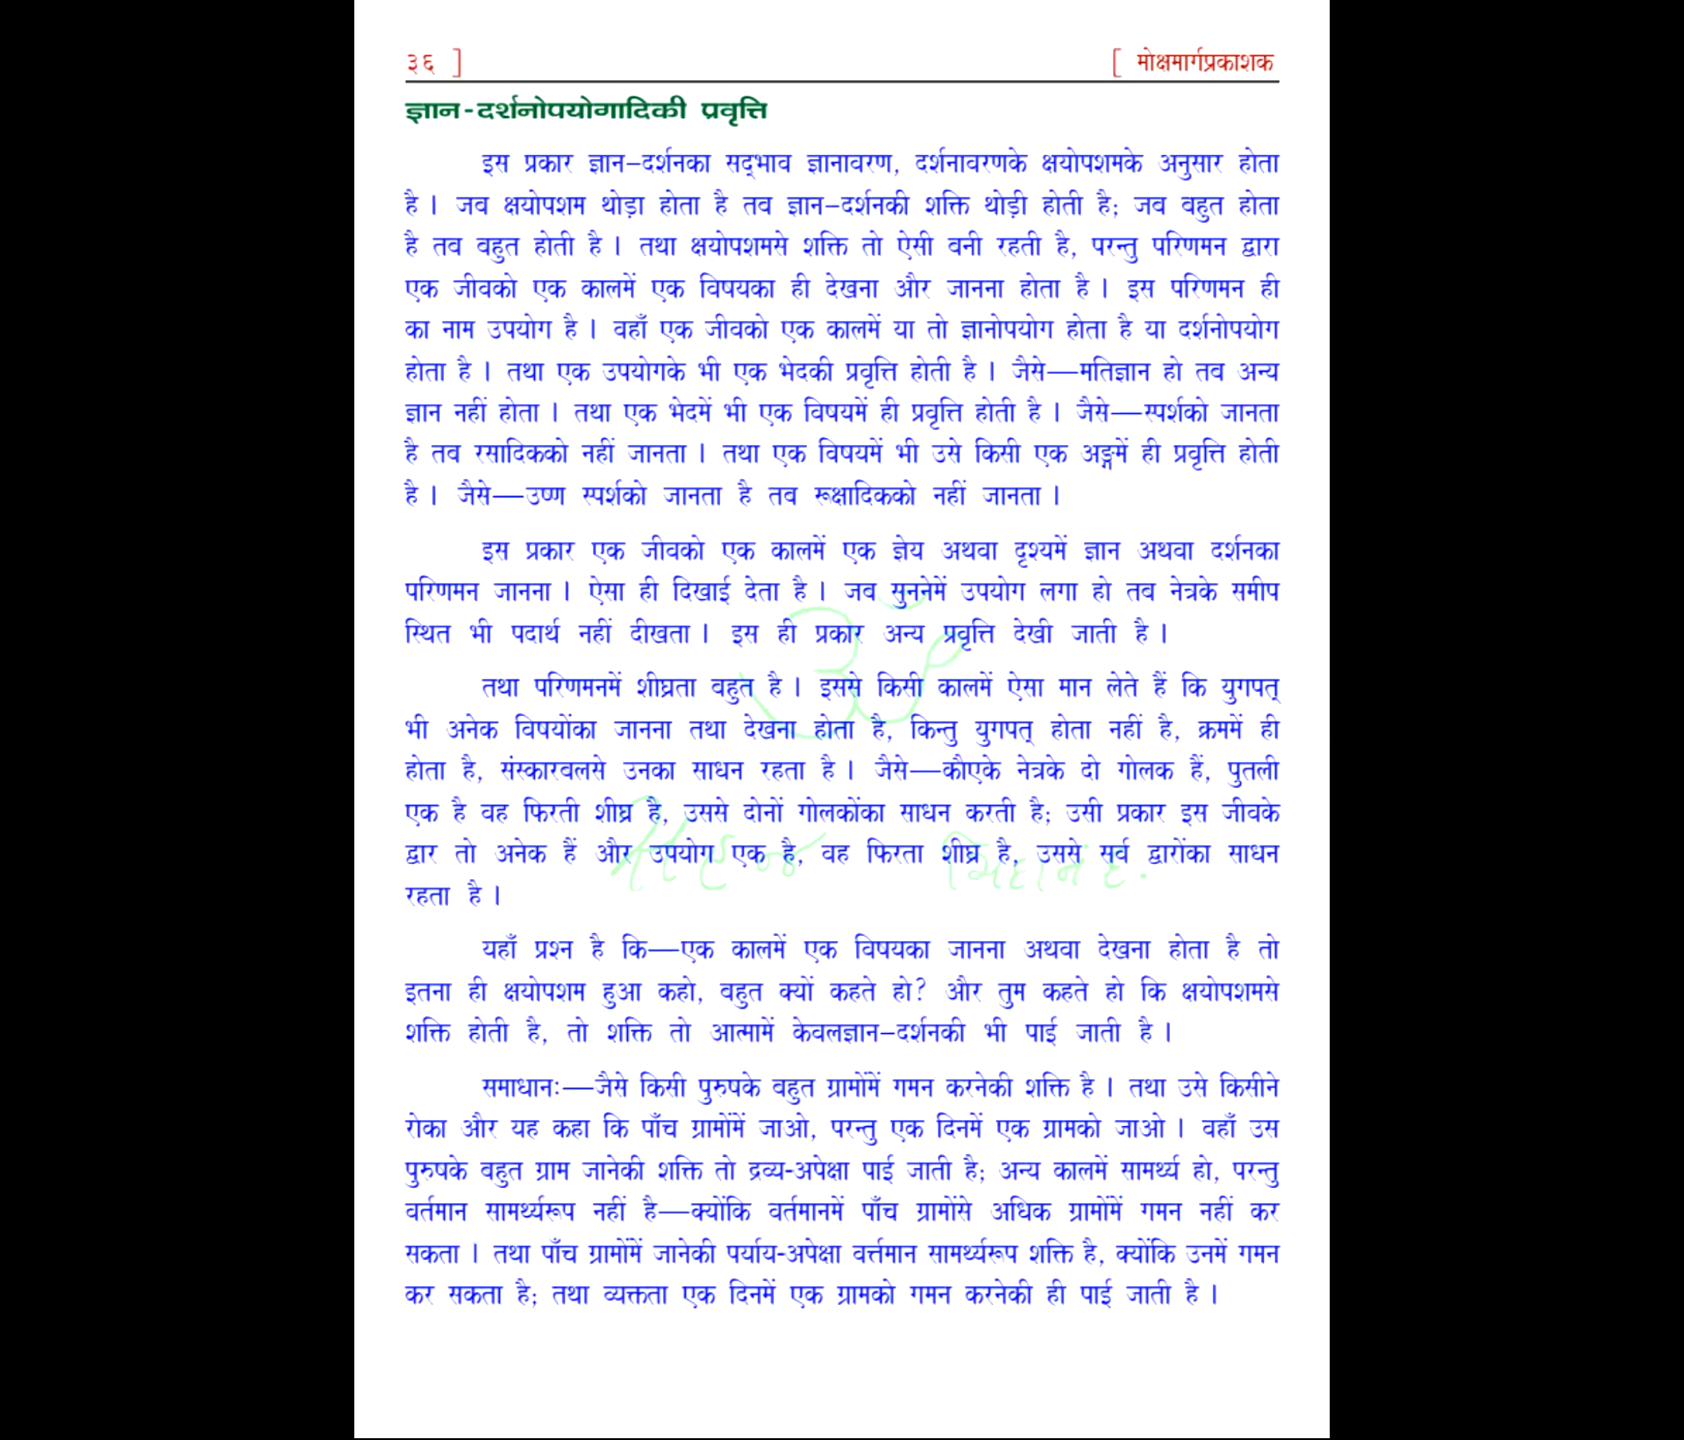 ३६ ] [ मोक्षमार्गप्रकाशक
ज्ञान-दर्शनोपयोगादिकी प्रवृत्ति
इस प्रकार ज्ञान–दर्शनका सद्भाव ज्ञानावरण, दर्शनावरणके क्षयोपशमके अनुसार होता
है। जब क्षयोपशम थोड़ा होता है तब ज्ञान–दर्शनकी शक्ति थोड़ी होती है; जब बहुत होता
है तब बहुत होती है। तथा क्षयोपशमसे शक्ति तो ऐसी बनी रहती है, परन्तु परिणमन द्वारा
एक जीवको एक कालमें एक विषयका ही देखना और जानना होता है। इस परिणमन ही
का नाम उपयोग है। वहाँ एक जीवको एक कालमें या तो ज्ञानोपयोग होता है या दर्शनोपयोग
होता है। तथा एक उपयोगके भी एक भेदकी प्रवृत्ति होती है। जैसे—मतिज्ञान हो तब अन्य
ज्ञान नहीं होता। तथा एक भेदमें भी एक विषयमें ही प्रवृत्ति होती है। जैसे—स्पर्शको जानता
है तब रसादिकको नहीं जानता। तथा एक विषयमें भी उसे किसी एक अङ्गमें ही प्रवृत्ति होती
है। जैसे—उष्ण स्पर्शको जानता है तब रूक्षादिकको नहीं जानता।
इस प्रकार एक जीवको एक कालमें एक ज्ञेय अथवा दृश्यमें ज्ञान अथवा दर्शनका
परिणमन जानना। ऐसा ही दिखाई देता है। जब सुननेमें उपयोग लगा हो तब नेत्रके समीप
स्थित भी पदार्थ नहीं दीखता। इस ही प्रकार अन्य प्रवृत्ति देखी जाती है।
तथा परिणमनमें शीघ्रता बहुत है। इससे किसी कालमें ऐसा मान लेते हैं कि युगपत्
भी अनेक विषयोंका जानना तथा देखना होता है, किन्तु युगपत् होता नहीं है, क्रममें ही
होता है, संस्कारबलसे उनका साधन रहता है। जैसे—कौएके नेत्रके दो गोलक हैं, पुतली
एक है वह फिरती शीघ्र है, उससे दोनों गोलकोंका साधन करती है; उसी प्रकार इस जीवके
द्वार तो अनेक हैं और उपयोग एक है, वह फिरता शीघ्र है, उससे सर्व द्वारोंका साधन
रहता है।
यहाँ प्रश्न है कि—एक कालमें एक विषयका जानना अथवा देखना होता है तो
इतना ही क्षयोपशम हुआ कहो, बहुत क्यों कहते हो? और तुम कहते हो कि क्षयोपशमसे
शक्ति होती है, तो शक्ति तो आत्मामें केवलज्ञान–दर्शनकी भी पाई जाती है।
समाधानः—जैसे किसी पुरुषके बहुत ग्रामोंमें गमन करनेकी शक्ति है। तथा उसे किसीने
रोका और यह कहा कि पाँच ग्रामोंमें जाओ, परन्तु एक दिनमें एक ग्रामको जाओ। वहाँ उस
पुरुषके बहुत ग्राम जानेकी शक्ति तो द्रव्य-अपेक्षा पाई जाती है; अन्य कालमें सामर्थ्य हो, परन्तु
वर्तमान सामर्थ्यरूप नहीं है—क्योंकि वर्तमानमें पाँच ग्रामोंसे अधिक ग्रामोंमें गमन नहीं कर
सकता। तथा पाँच ग्रामोंमें जानेकी पर्याय-अपेक्षा वर्त्तमान सामर्थ्यरूप शक्ति है, क्योंकि उनमें गमन
कर सकता है; तथा व्यक्तता एक दिनमें एक ग्रामको गमन करनेकी ही पाई जाती है।